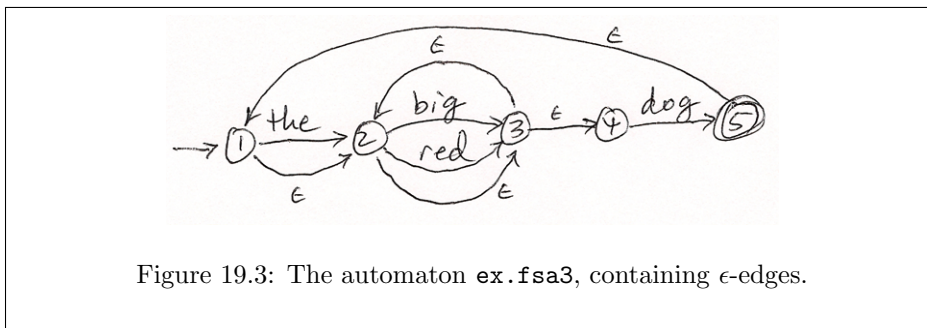 ϵ
ϵ
the
big
ϵ
dog
1
2
3
4
5
red
ϵ
ϵ
Figure 19.3: The automaton ex.fsa3, containing ϵ-edges.